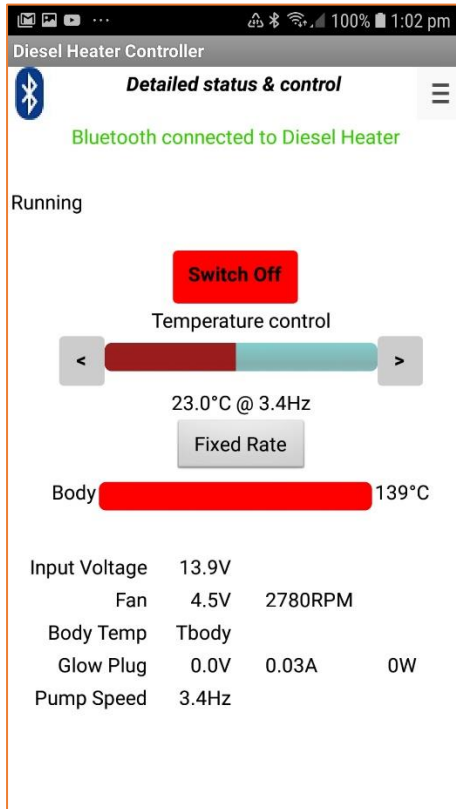 100% 1:02 pm
Diesel Heater Controller
Detailed status & control
Bluetooth connected to Diesel Heater
Running
Switch Off
Temperature control
< >
23.0°C @ 3.4Hz
Fixed Rate
Body 139°C
Input Voltage 13.9V
Fan 4.5V 2780RPM
Body Temp Tbody
Glow Plug 0.0V 0.03A 0W
Pump Speed 3.4Hz